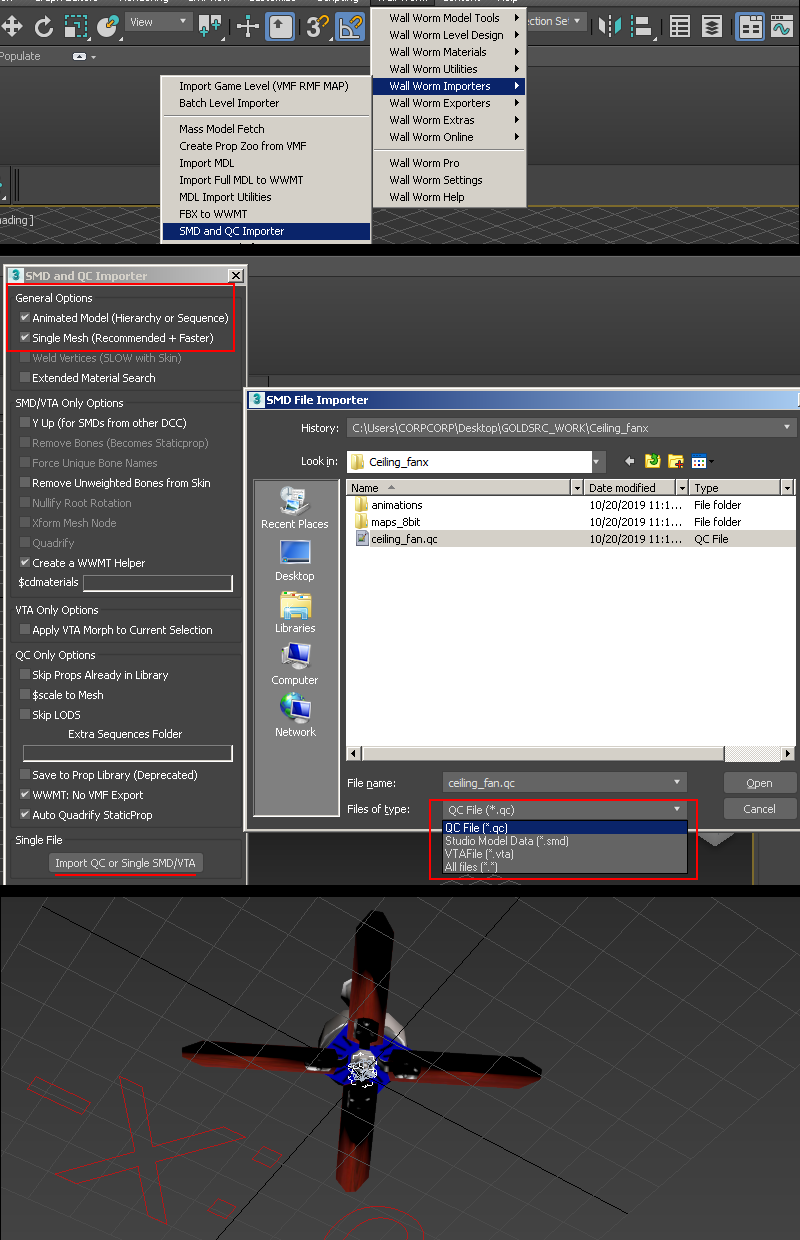 View
3
Wall Worm Model Tools
Wall Worm Level Design
Wall Worm Materials
Wall Worm Utilities
Wall Worm Importers
Wall Worm Exporters
Wall Worm Extras
Wall Worm Online
Wall Worm Pro
Wall Worm Settings
Wall Worm Help
ection Se
Populate
Import Game Level (VMF RMF MAP)
Batch Level Importer
Mass Model Fetch
Create Prop Zoo from VMF
Import MDL
Import Full MDL to WWMT
MDL Import Utilities
FBX to WWMT
SMD and QC Importer
ading ]
3 SMD and QC Importer
General Options
Animated Model (Hierarchy or Sequence)
Single Mesh (Recommended + Faster)
Weld Vertices (SLOW with Skin)
Extended Material Search
SMD/VTA Only Options
Y Up (for SMDs from other DCC)
Remove Bones (Becomes Staticprop)
Force Unique Bone Names
Remove Unweighted Bones from Skin
Nullify Root Rotation
Xform Mesh Node
Quadrify
Create a WWMT Helper
$cdmaterials
VTA Only Options
Apply VTA Morph to Current Selection
QC Only Options
Skip Props Already in Library
$scale to Mesh
Skip LODS
Extra Sequences Folder
Save to Prop Library (Deprecated)
WWMT: No VMF Export
Auto Quadrify StaticProp
Single File
Import QC or Single SMD/VTA
3 SMD File Importer
History: C:\Users\CORPCORP\Desktop\GOLDSRC_WORK\Ceiling_fanx
Look in: Ceiling_fanx
Name Date modified Type
animations 10/20/2019 11:1... File folder
maps_8bit 10/20/2019 11:1... File folder
ceiling_fan.qc 10/20/2019 11:1... QC File
Recent Places
Desktop
Libraries
Computer
Network
File name: ceiling_fan.qc Open
Files of type: QC File (*.qc) Cancel
QC File (*.qc)
Studio Model Data (*.smd)
VTAFile (*.vta)
All files (*.*)